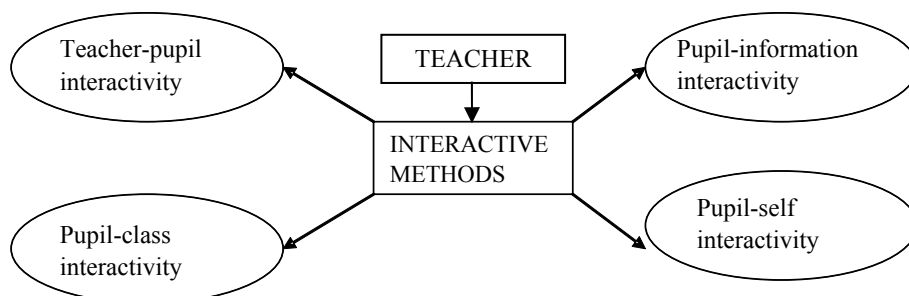 Teacher-pupil
interactivity
TEACHER
Pupil-information
interactivity
INTERACTIVE
METHODS
Pupil-class
interactivity
Pupil-self
interactivity